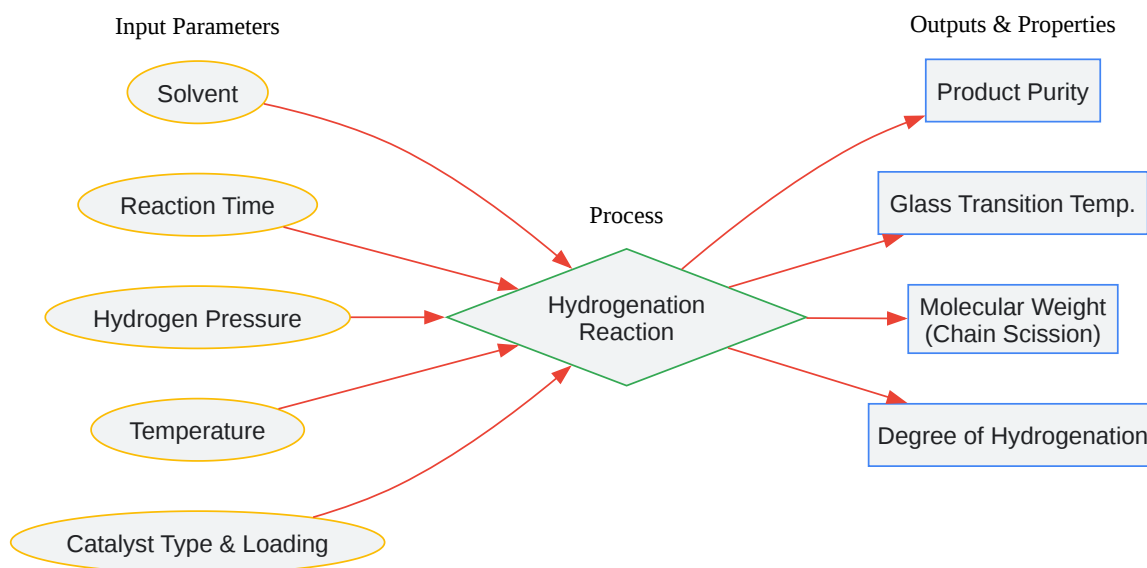 Input Parameters
Solvent
Reaction Time
Hydrogen Pressure
Temperature
Catalyst Type & Loading
Process
Hydrogenation
Reaction
Outputs & Properties
Product Purity
Glass Transition Temp.
Molecular Weight
(Chain Scission)
Degree of Hydrogenation